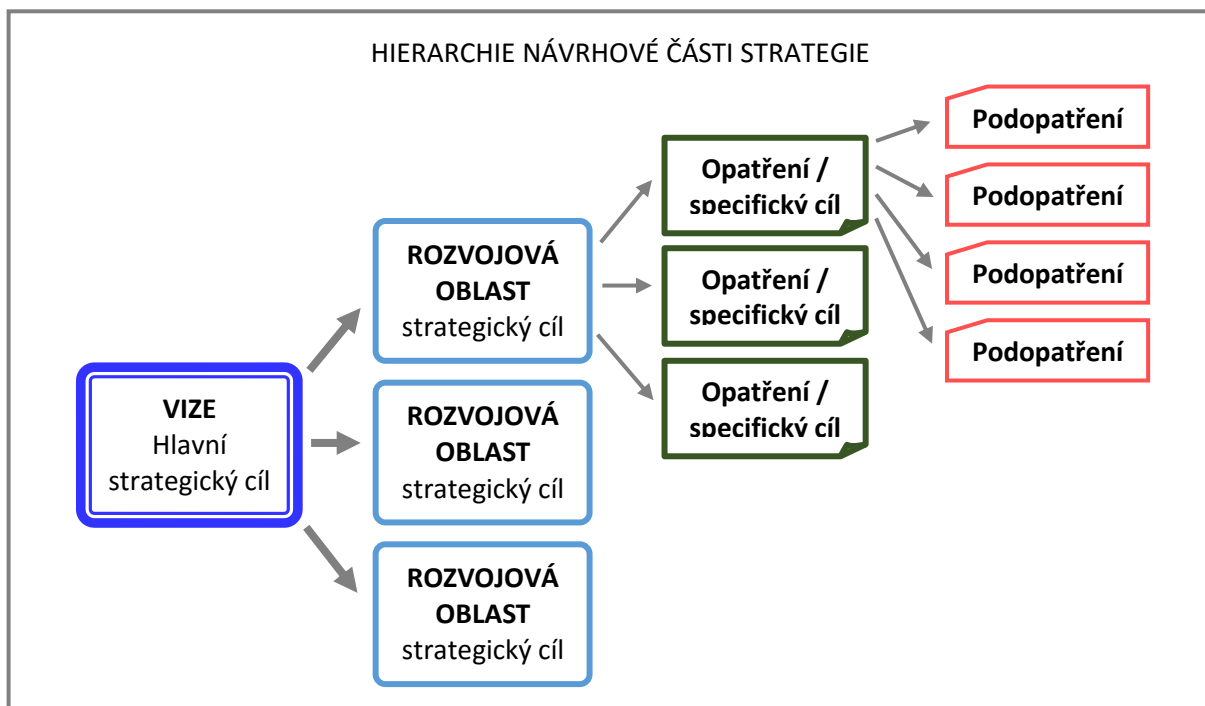 HIERARCHIE NÁVRHOVÉ ČÁSTI STRATEGIE
VIZE
Hlavní
strategický cíl
ROZVOJOVÁ
OBLAST
strategický cíl
ROZVOJOVÁ
OBLAST
strategický cíl
ROZVOJOVÁ
OBLAST
strategický cíl
Opatření /
specifický cíl
Opatření /
specifický cíl
Opatření /
specifický cíl
Podopatření
Podopatření
Podopatření
Podopatření